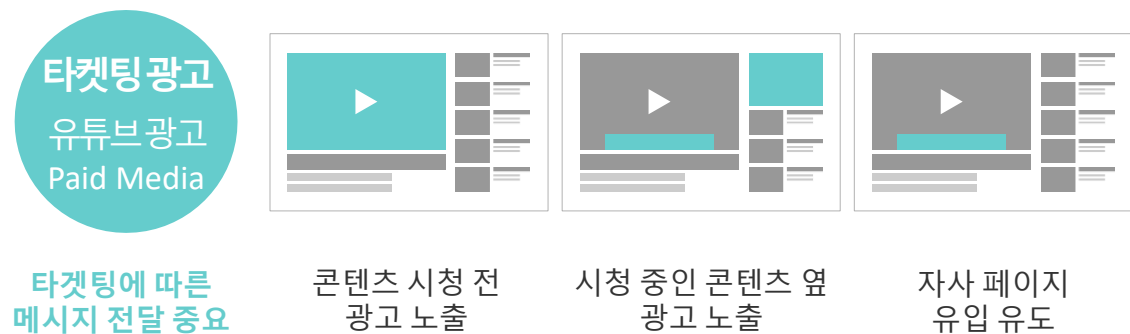 타켓팅 광고
유튜브 광고
Paid Media
타겟팅에 따른
메시지 전달 중요
콘텐츠 시청 전
광고 노출
시청 중인 콘텐츠 옆
광고 노출
자사 페이지
유입 유도